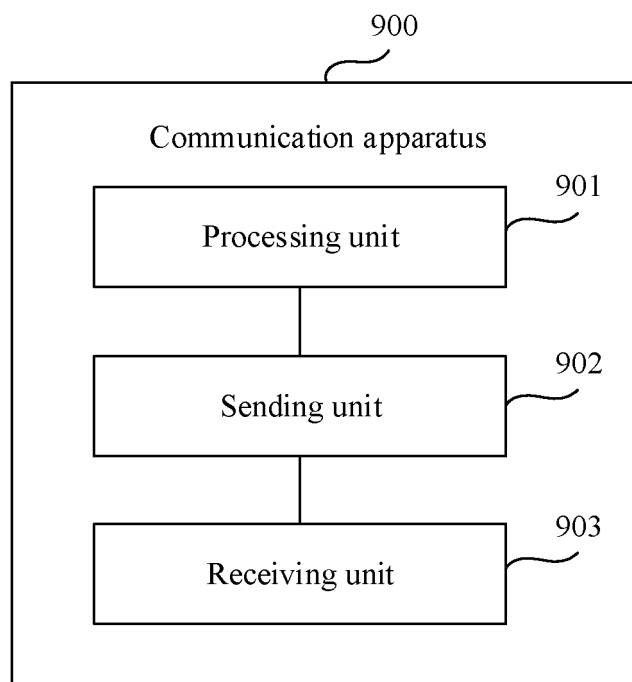 900
Communication apparatus
901
Processing unit
902
Sending unit
903
Receiving unit